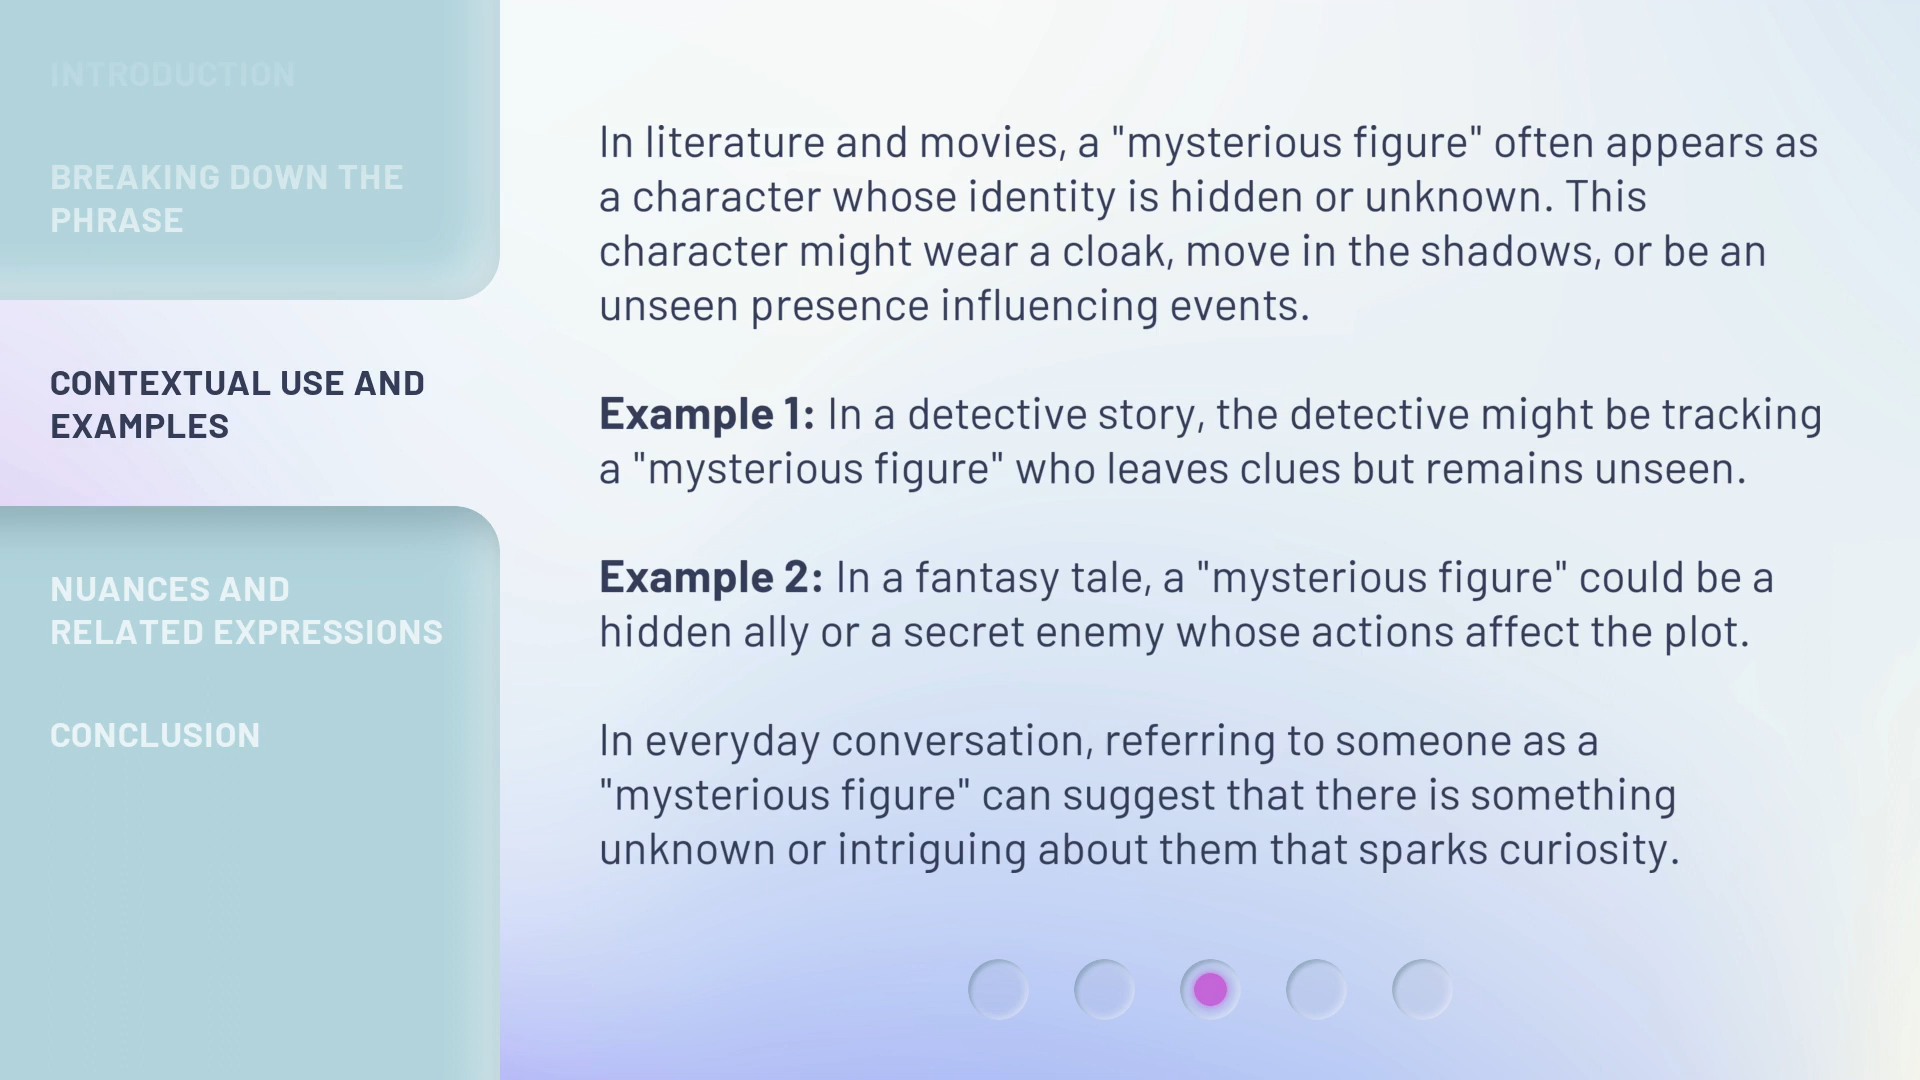 INTRODUCTION
BREAKING DOWN THE
PHRASE
CONTEXTUAL USE AND
EXAMPLES
NUANCES AND
RELATED EXPRESSIONS
CONCLUSION
In literature and movies, a "mysterious figure" often appears as
a character whose identity is hidden or unknown. This
character might wear a cloak, move in the shadows, or be an
unseen presence influencing events.
Example 1: In a detective story, the detective might be tracking
a "mysterious figure" who leaves clues but remains unseen.
Example 2: In a fantasy tale, a "mysterious figure" could be a
hidden ally or a secret enemy whose actions affect the plot.
In everyday conversation, referring to someone as a
"mysterious figure" can suggest that there is something
unknown or intriguing about them that sparks curiosity.